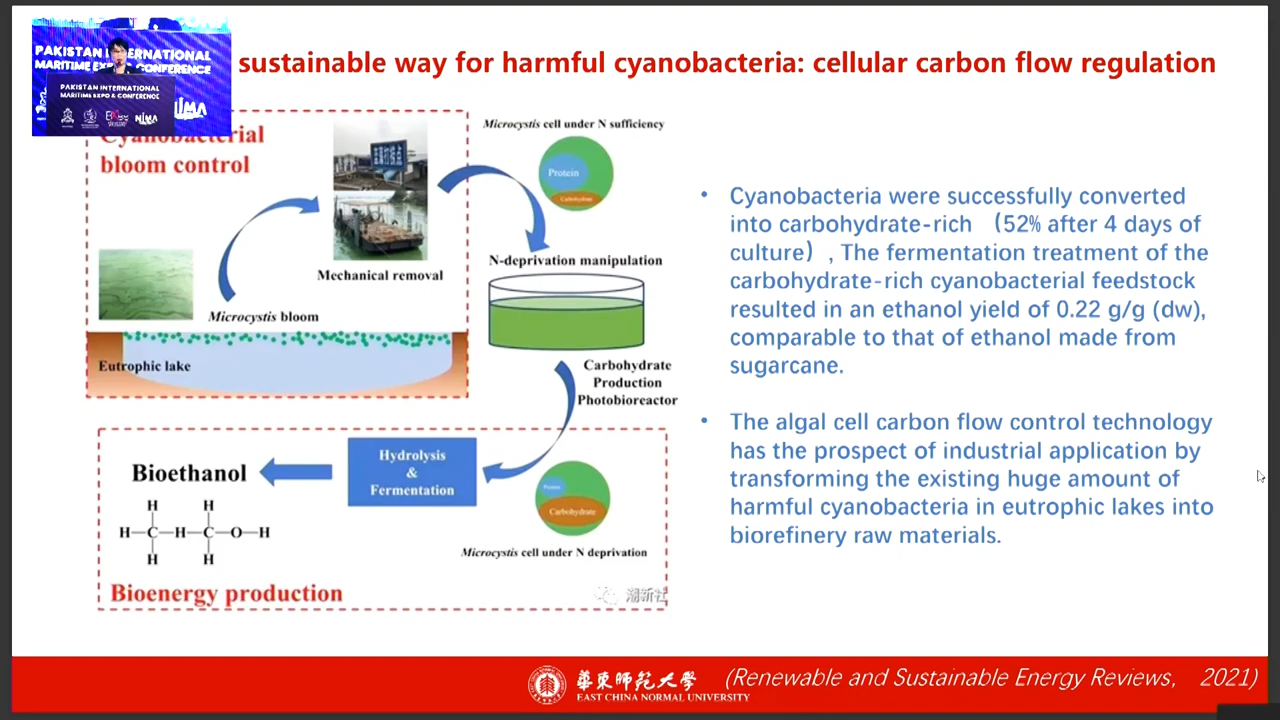 PAKISTAN INTERNATIONAL
MARITIME EXPO & CONFERENCE
PAKISTAN INTERNATIONAL
MARITIME EXPO & CONFERENCE
NIMA
NIMA
sustainable way for harmful cyanobacteria: cellular carbon flow regulation
Cyanobacterial
bloom control
Mechanical removal
Microcystis bloom
Eutrophic lake
Microcystis cell under N sufficiency
Protein
Carbohydrate
N-deprivation manipulation
Carbohydrate
Production
Photobioreactor
Hydrolysis
&
Fermentation
Bioethanol
H H
H—C—H—C—O—H
H H
Protein
Carbohydrate
Microcystis cell under N deprivation
Bioenergy production
潮新社
• Cyanobacteria were successfully converted
into carbohydrate-rich （52% after 4 days of
culture）, The fermentation treatment of the
carbohydrate-rich cyanobacterial feedstock
resulted in an ethanol yield of 0.22 g/g (dw),
comparable to that of ethanol made from
sugarcane.
• The algal cell carbon flow control technology
has the prospect of industrial application by
transforming the existing huge amount of
harmful cyanobacteria in eutrophic lakes into
biorefinery raw materials.
華東師範大學
EAST CHINA NORMAL UNIVERSITY
(Renewable and Sustainable Energy Reviews, 2021)